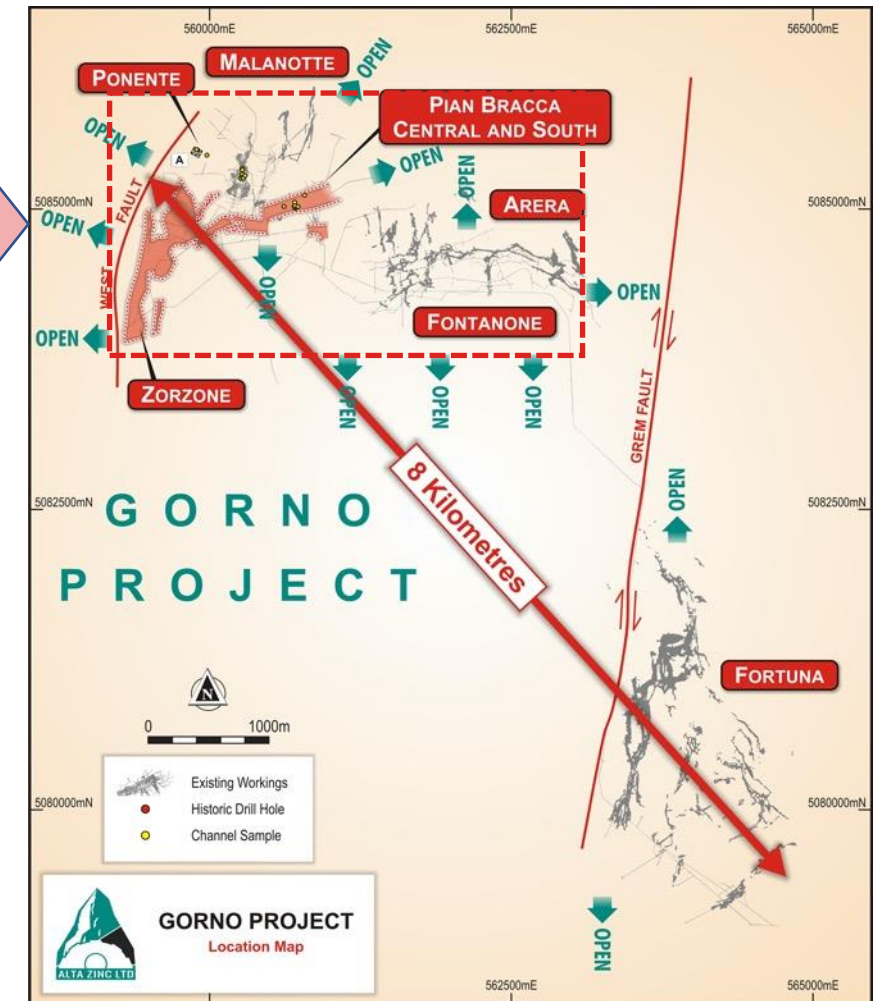 560000mE
562500mE
565000mE
MALANOTTE
OPEN
PONENTE
PIAN BRACCA
CENTRAL AND SOUTH
OPEN
A
OPEN
OPEN
5085000mN
5085000mN
ARERA
OPEN
WEST FAULT
OPEN
OPEN
FONTANONE
OPEN
ZORZONE
OPEN
OPEN
OPEN
GREM FAULT
8 Kilometres
5082500mN
5082500mN
OPEN
GORNO
PROJECT
FORTUNA
N
0 1000m
Existing Workings
Historic Drill Hole
Channel Sample
5080000mN
5080000mN
GORNO PROJECT
Location Map
ALTA ZINC LTD
OPEN
562500mE
565000mE